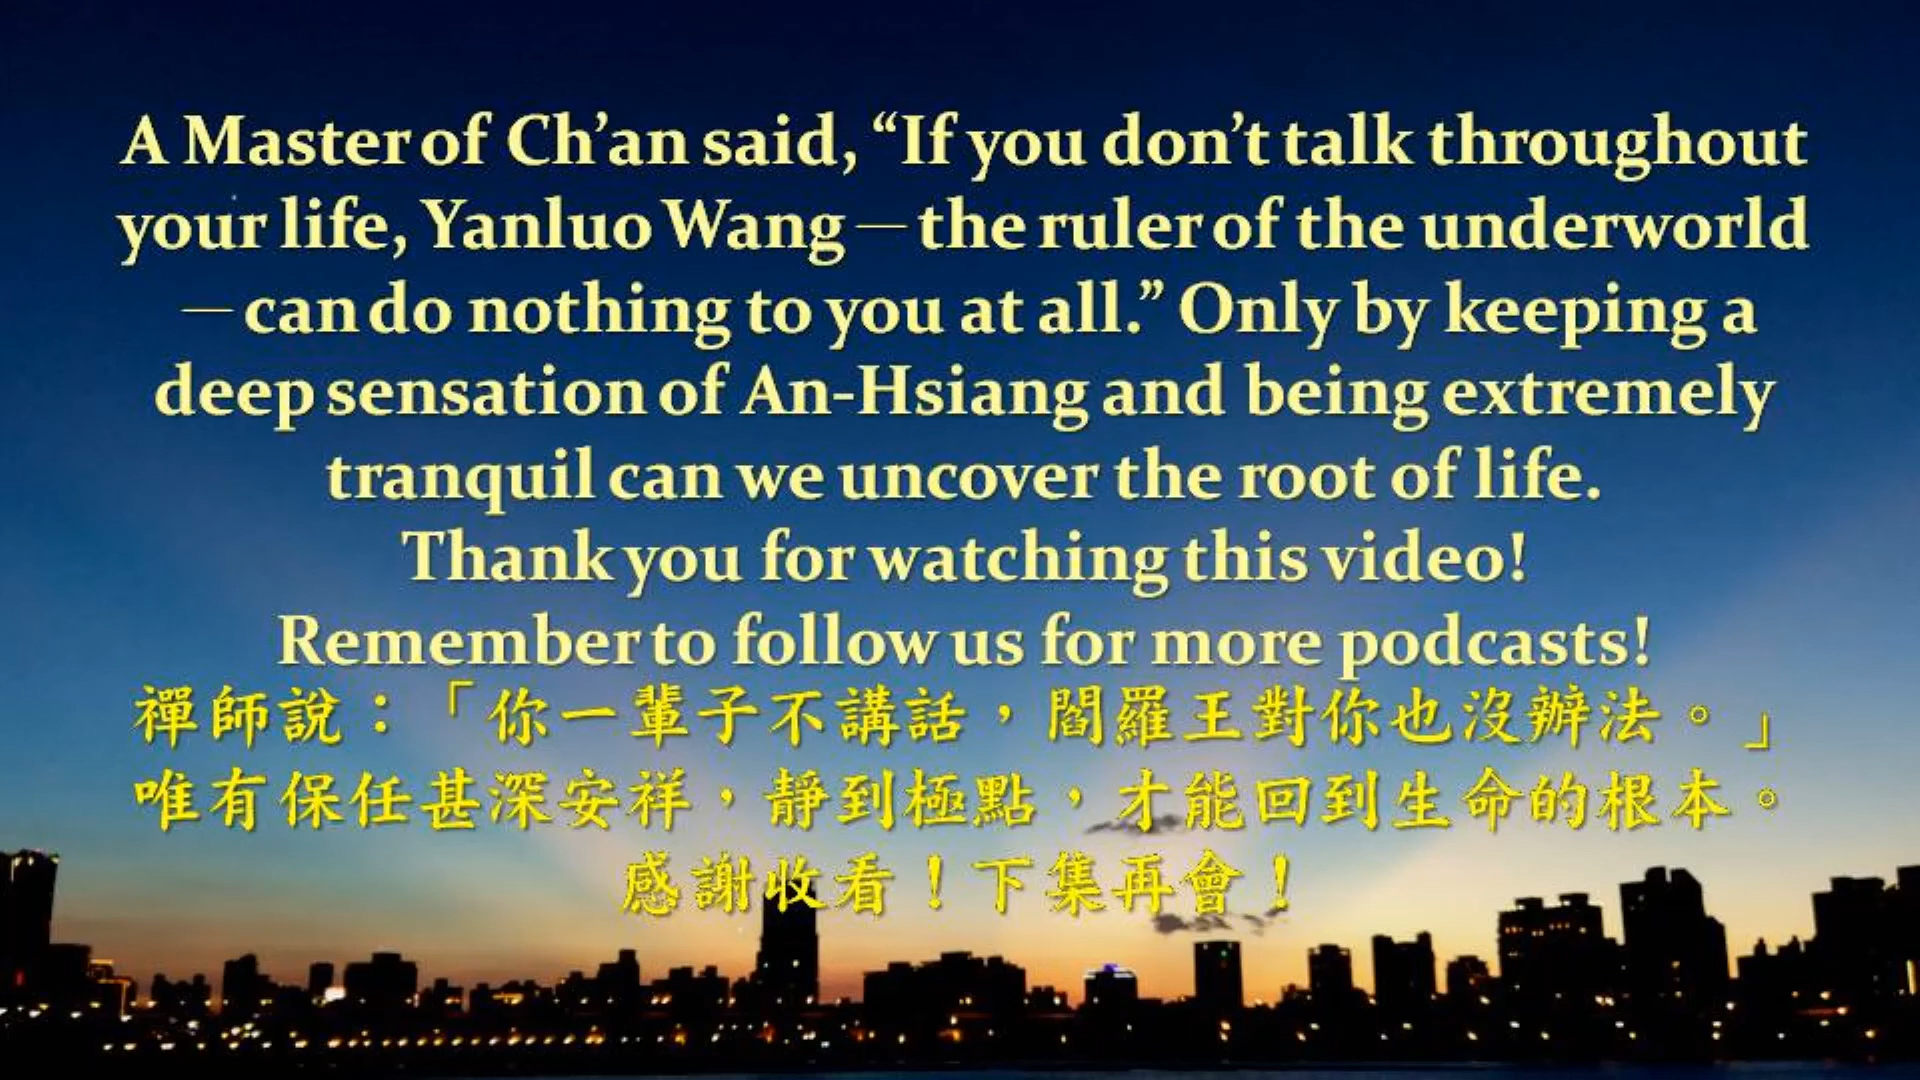 A Master of Ch’an said, “If you don’t talk throughout
your life, Yanluo Wang—the ruler of the underworld
—can do nothing to you at all.” Only by keeping a
deep sensation of An-Hsiang and being extremely
tranquil can we uncover the root of life.
Thank you for watching this video!
Remember to follow us for more podcasts!
禪師說：「你一輩子不講話，閻羅王對你也沒辦法。」
唯有保任甚深安祥，靜到極點，才能回到生命的根本。
感謝收看！下集再會！